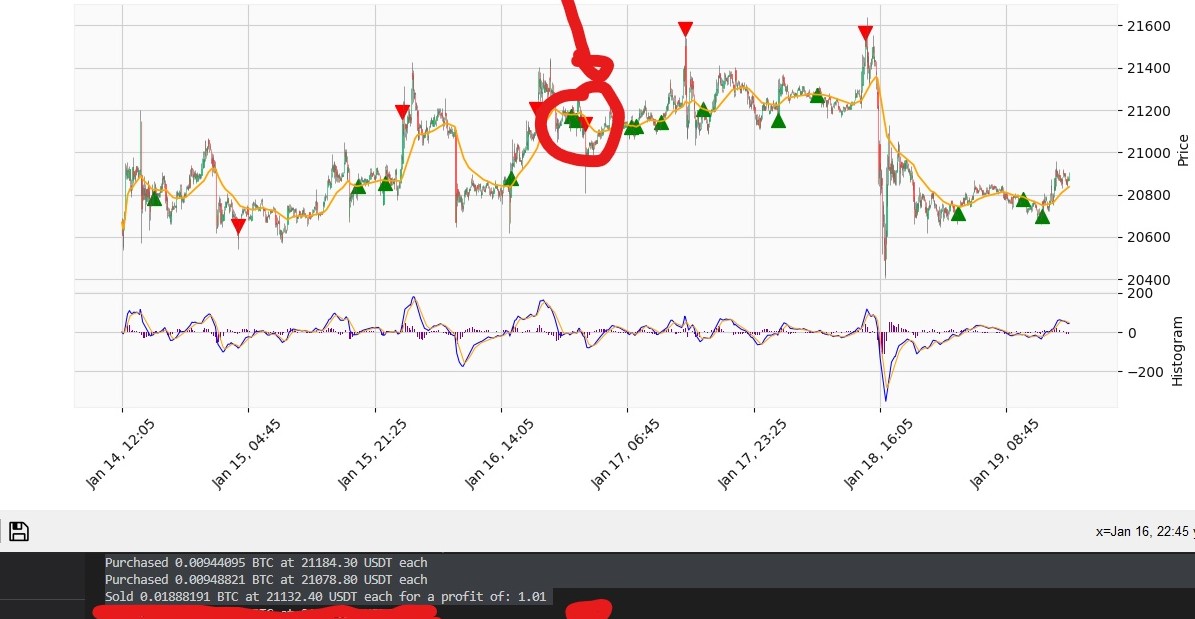 21600
21400
21200
21000
20800
20600
20400
Price
200
0
−200
Histogram
Jan 14, 12:05
Jan 15, 04:45
Jan 15, 21:25
Jan 16, 14:05
Jan 17, 06:45
Jan 17, 23:25
Jan 18, 16:05
Jan 19, 08:45
x=Jan 16, 22:45
Purchased 0.00944095 BTC at 21184.30 USDT each
Purchased 0.00948821 BTC at 21078.80 USDT each
Sold 0.01888191 BTC at 21132.40 USDT each for a profit of: 1.01